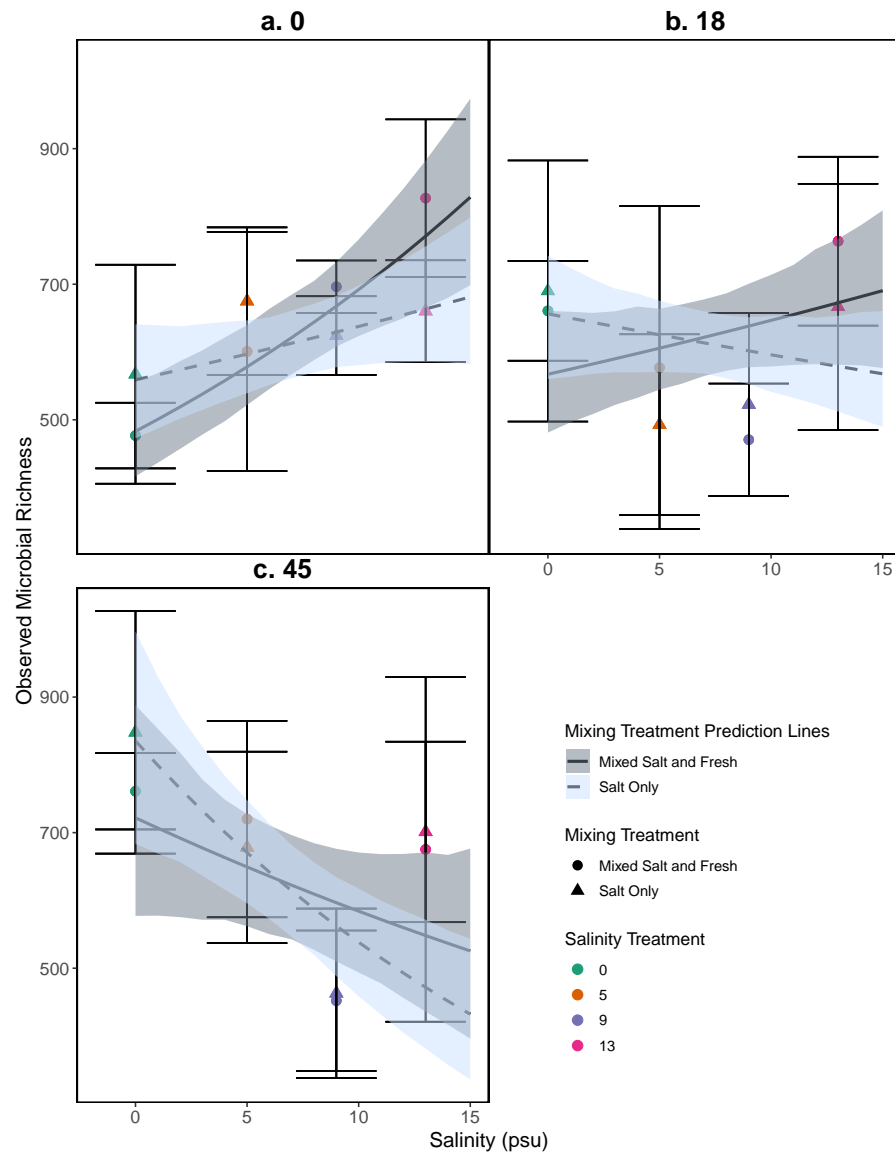 a. 0
b. 18
900
700
500
0
5
10
15
c. 45
900
700
500
0
5
10
15
Observed Microbial Richness
Salinity (psu)
Mixing Treatment Prediction Lines
Mixed Salt and Fresh
Salt Only
Mixing Treatment
Mixed Salt and Fresh
Salt Only
Salinity Treatment
0
5
9
13